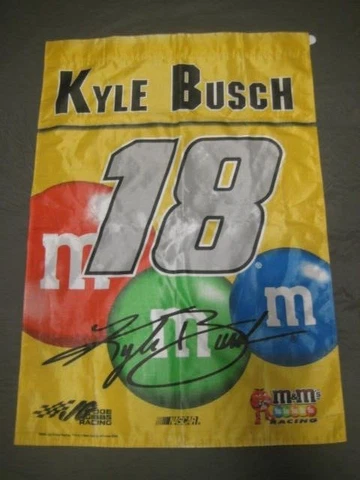 KYLE BUSCH
18
m
m
m
®
Kyle Busch
JOE GIBBS RACING
NASCAR
m&m's
RACING